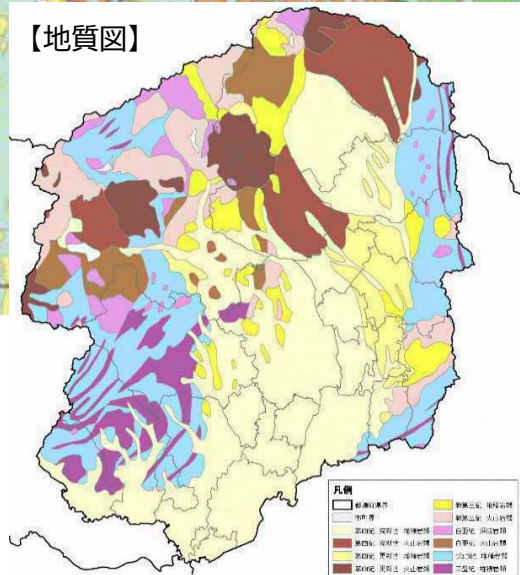 【地質図】
凡例
都道府県界
市町界
第四紀 完新世 堆積岩類
第四紀 完新世 火山岩類
第四紀 更新世 堆積岩類
第四紀 更新世 火山岩類
新第三紀 堆積岩類
新第三紀 火山岩類
白亜紀 深成岩類
白亜紀 火山岩類
ジュラ紀 堆積岩類
三畳紀 堆積岩類